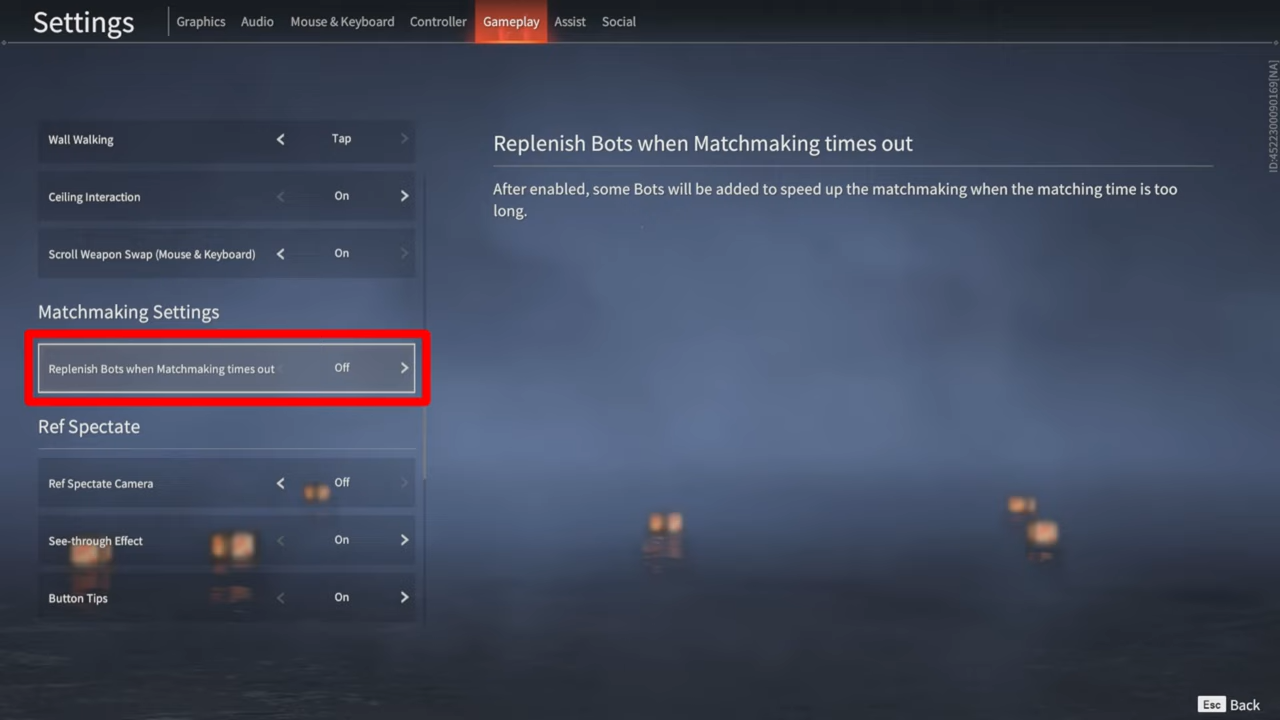 Settings
Graphics
Audio
Mouse & Keyboard
Controller
Gameplay
Assist
Social
ID:4522300090169[NA]
Wall Walking
Tap
Ceiling Interaction
On
Scroll Weapon Swap (Mouse & Keyboard)
On
Matchmaking Settings
Replenish Bots when Matchmaking times out
Off
Ref Spectate
Ref Spectate Camera
Off
See-through Effect
On
Button Tips
On
Replenish Bots when Matchmaking times out
After enabled, some Bots will be added to speed up the matchmaking when the matching time is too
long.
Esc Back